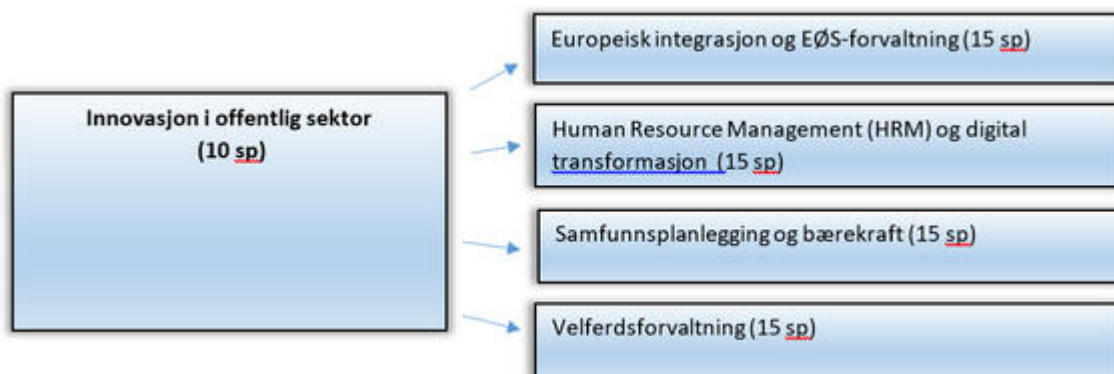 Innovasjon i offentlig sektor
(10 sp)
Europeisk integrasjon og EØS-forvaltning (15 sp)
Human Resource Management (HRM) og digital
transformasjon (15 sp)
Samfunnsplanlegging og bærekraft (15 sp)
Velferdsforvaltning (15 sp)